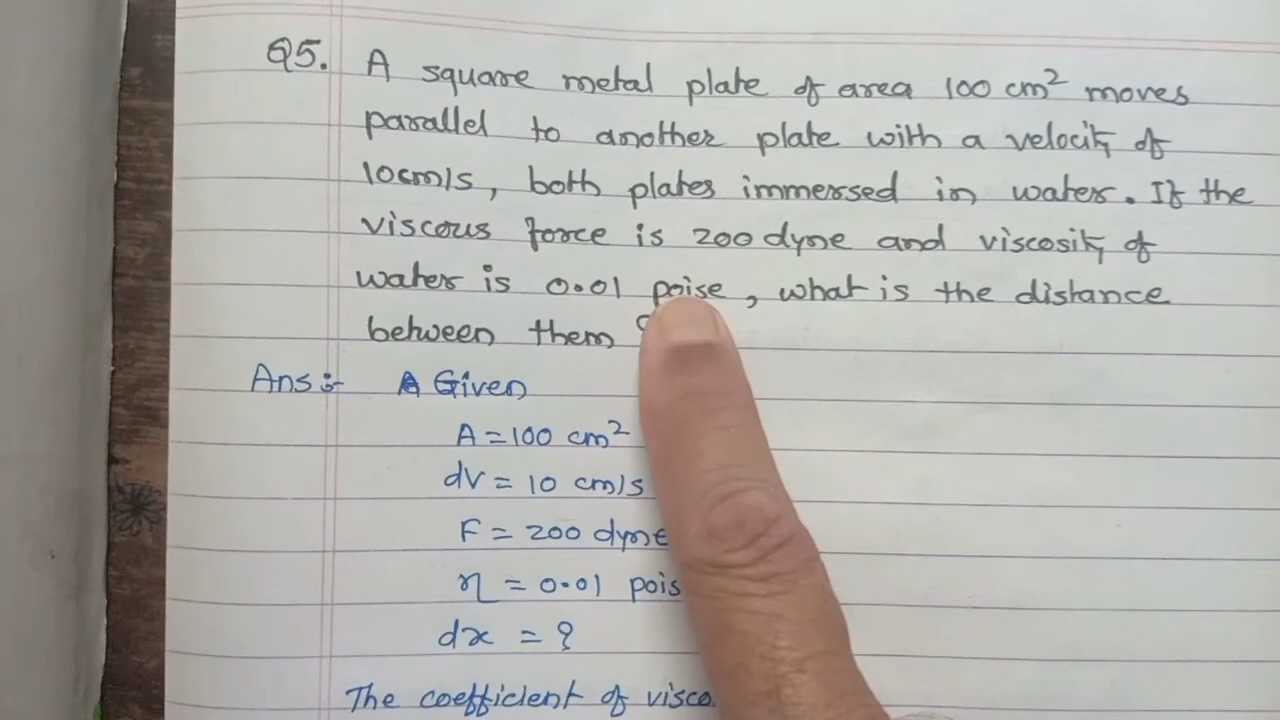 Q5. A square metal plate of area 100 cm² moves
parallel to another plate with a velocity of
10cm/s, both plates immersed in water. If the
viscous force is 200 dyne and viscosity of
water is 0.01 poise, what is the distance
between them
Ans:- Given
A = 100 cm²
dv = 10 cm/s
F = 200 dyne
η = 0.01 pois
dx = ?
The coefficient of visco